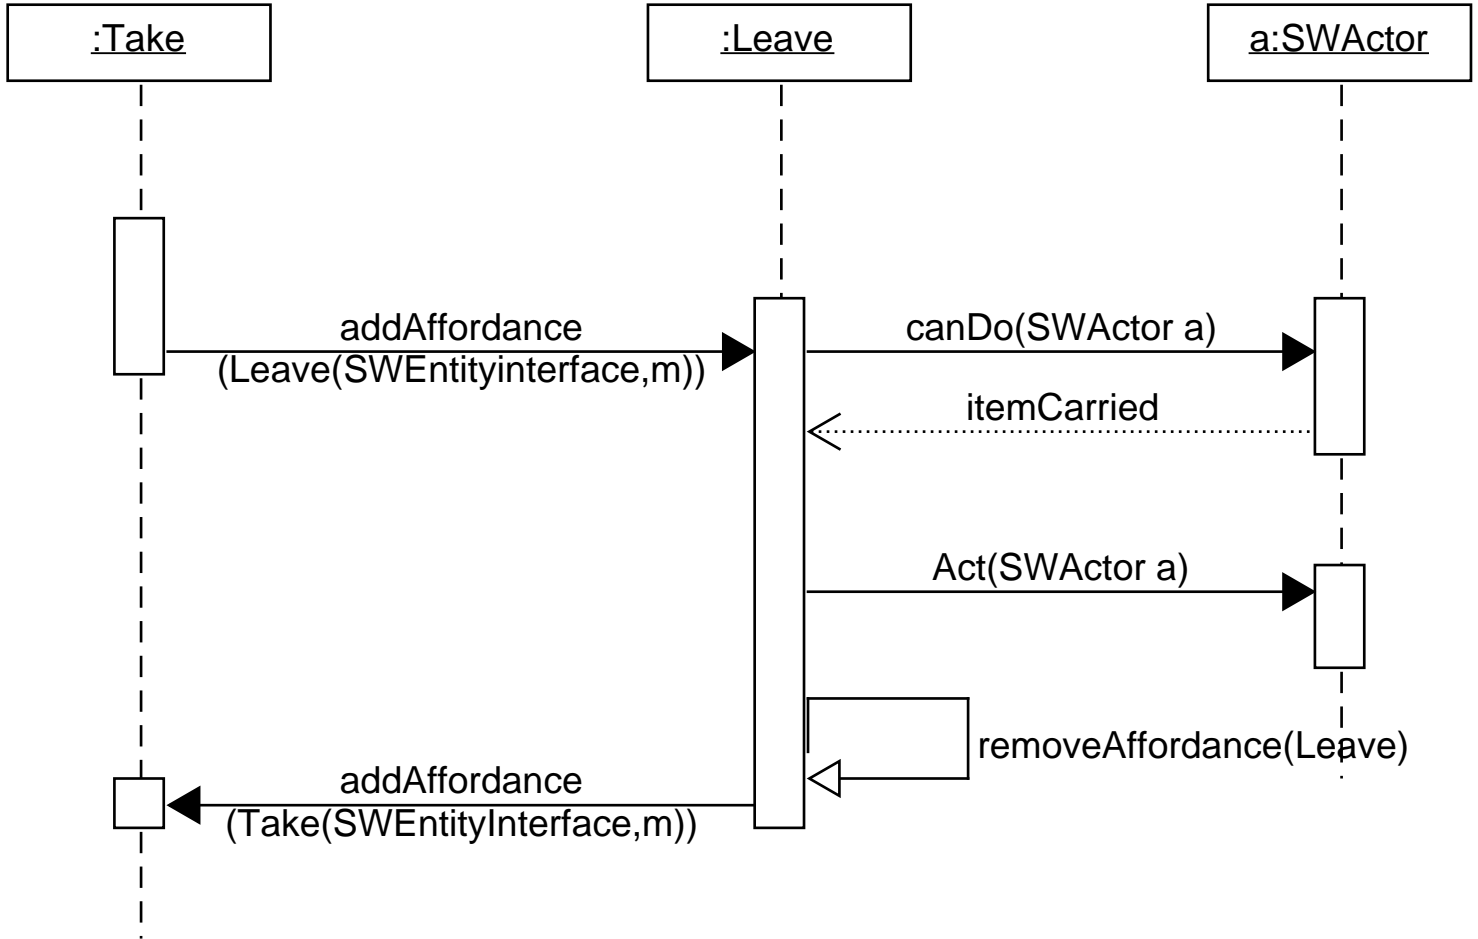 :Take
:Leave
a:SWActor
addAffordance
(Leave(SWEntityinterface,m))
canDo(SWActor a)
itemCarried
Act(SWActor a)
removeAffordance(Leave)
addAffordance
(Take(SWEntityInterface,m))